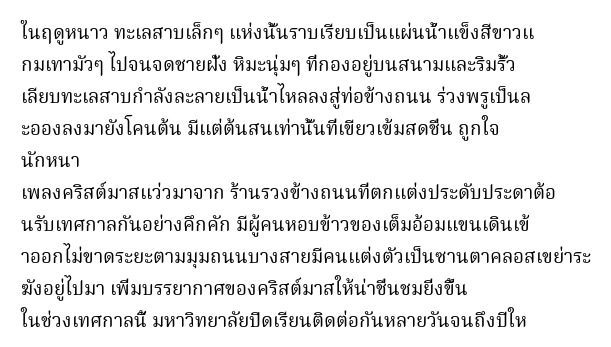 ในฤดูหนาว ทะเลสาบเล็กๆ แห่งนั้นราบเรียบเป็นแผ่นน้ำแข็งสีขาวแ
กมเทามัวๆ ไปจนจดชายฝั่ง หิมะนุ่มๆ ที่กองอยู่บนสนามและริมรั้ว
เลียบทะเลสาบกำลังละลายเป็นน้ำไหลลงสู่ท่อข้างถนน ร่วงพรูเป็นล
ะอองลงมายังโคนต้น มีแต่ต้นสนเท่านั้นที่เขียวเข้มสดชื่น ถูกใจ
นักหนา
เพลงคริสต์มาสแว่วมาจาก ร้านรวงข้างถนนที่ตกแต่งประดับประดาต้อ
นรับเทศกาลกันอย่างคึกคัก มีผู้คนหอบข้าวของเต็มอ้อมแขนเดินเข้
าออกไม่ขาดระยะตามมุมถนนบางสายมีคนแต่งตัวเป็นซานตาคลอสเขย่าระ
ฆังอยู่ไปมา เพิ่มบรรยากาศของคริสต์มาสให้น่าชื่นชมยิ่งขึ้น
ในช่วงเทศกาลนี้ มหาวิทยาลัยปิดเรียนติดต่อกันหลายวันจนถึงปีให